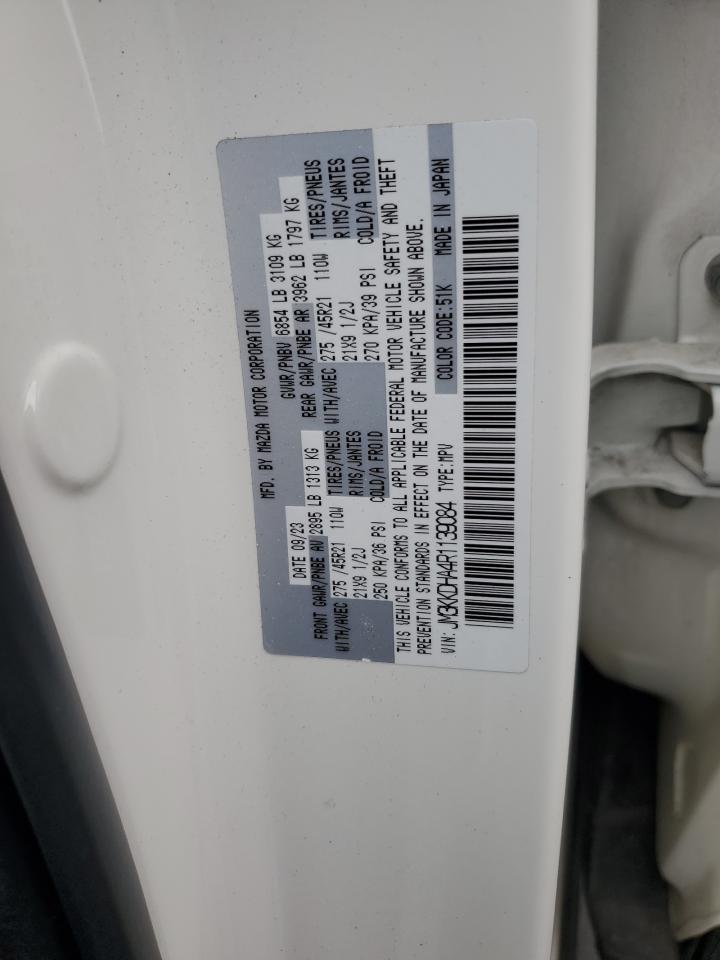 MFD. BY MAZDA MOTOR CORPORATION
DATE 09/23 GVWR/PNBV 6854 LB 3109 KG
FRONT GAWR/PNBE AV 2895 LB 1313 KG REAR GAWR/PNBE AR 3962 LB 1797 KG
WITH/AVEC 275 /45R21 110W TIRES/PNEUS WITH/AVEC 275 /45R21 110W TIRES/PNEUS
21X9 1/2J RIMS/JANTES 21X9 1/2J RIMS/JANTES
250 KPA/36 PSI COLD/A FROID 270 KPA/39 PSI COLD/A FROID
THIS VEHICLE CONFORMS TO ALL APPLICABLE FEDERAL MOTOR VEHICLE SAFETY AND THEFT
PREVENTION STANDARDS IN EFFECT ON THE DATE OF MANUFACTURE SHOWN ABOVE.
VIN: JM3KKDHA4R1139084 TYPE:MPV COLOR CODE:51K MADE IN JAPAN